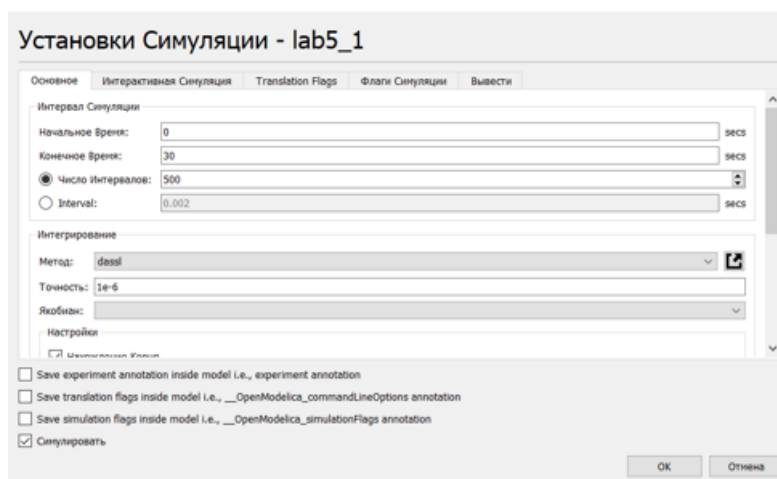 Установки Симуляции - lab5_1
Основное Интерактивная Симуляция Translation Flags Флаги Симуляции Вывести
Интервал Симуляции
Начальное Время: 0 secs
Конечное Время: 30 secs
Число Интервалов: 500
Interval: 0.002 secs
Интегрирование
Метод: dassl
Точность: 1e-6
Якобиан:
Настройки
Save experiment annotation inside model i.e., experiment annotation
Save translation flags inside model i.e., __OpenModelica_commandLineOptions annotation
Save simulation flags inside model i.e., __OpenModelica_simulationFlags annotation
Симулировать
OK Отмена